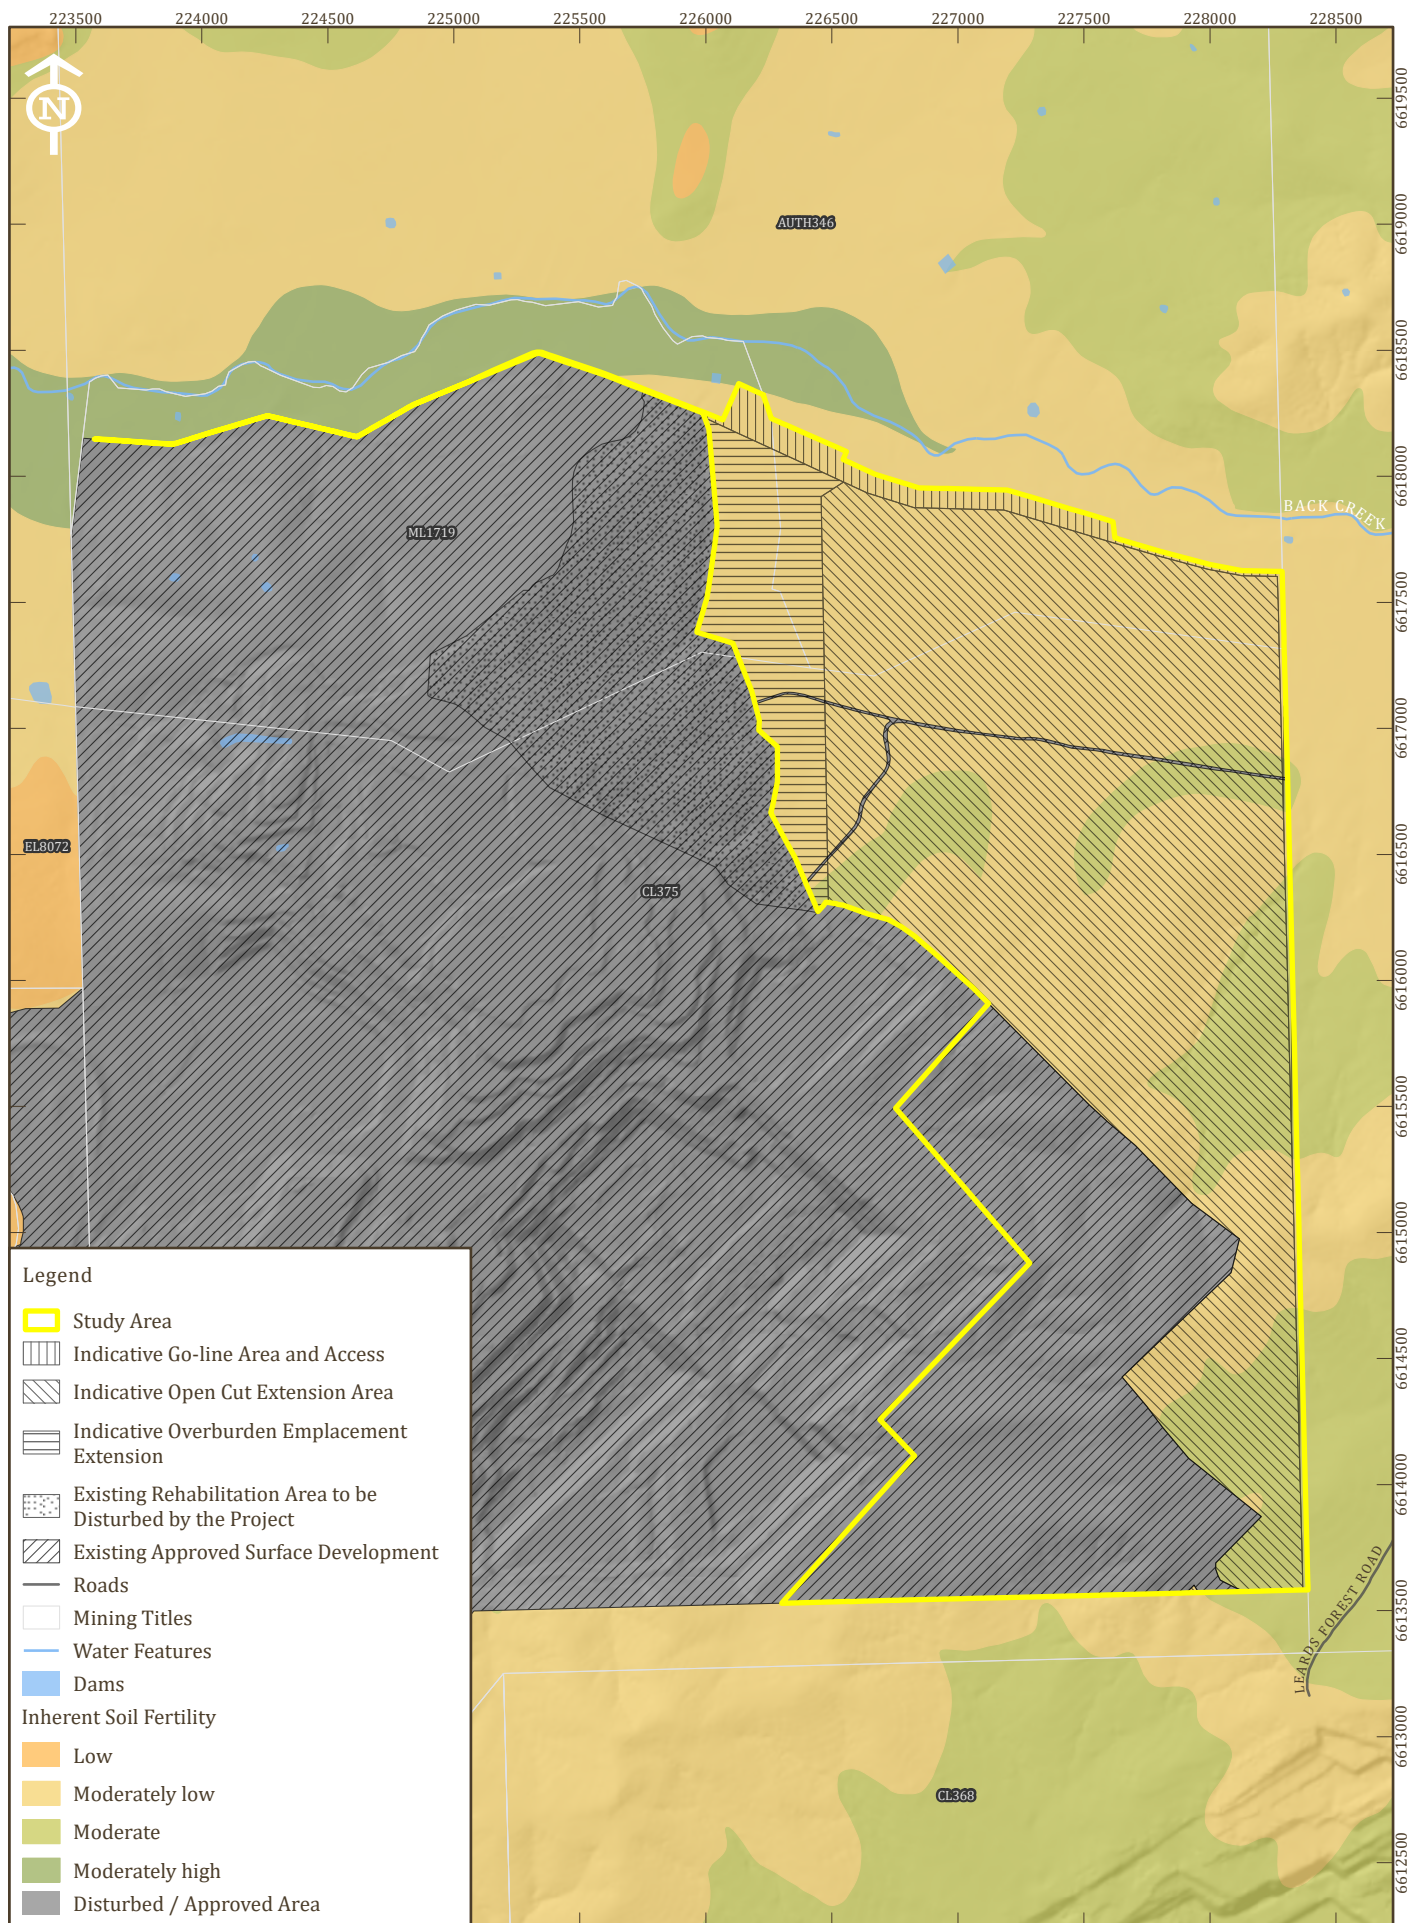 223500 224000 224500 225000 225500 226000 226500 227000 227500 228000 228500
N
6619500
AUTH346
6619000
6618500
6618000
BACK CREEK
ML1719
6617500
6617000
EL8072
6616500
CL375
6616000
6615500
6615000
6614500
6614000
LEARDS FOREST ROAD
6613500
6613000
CL368
6612500
Legend
Study Area
Indicative Go-line Area and Access
Indicative Open Cut Extension Area
Indicative Overburden Emplacement
Extension
Existing Rehabilitation Area to be
Disturbed by the Project
Existing Approved Surface Development
Roads
Mining Titles
Water Features
Dams
Inherent Soil Fertility
Low
Moderately low
Moderate
Moderately high
Disturbed / Approved Area